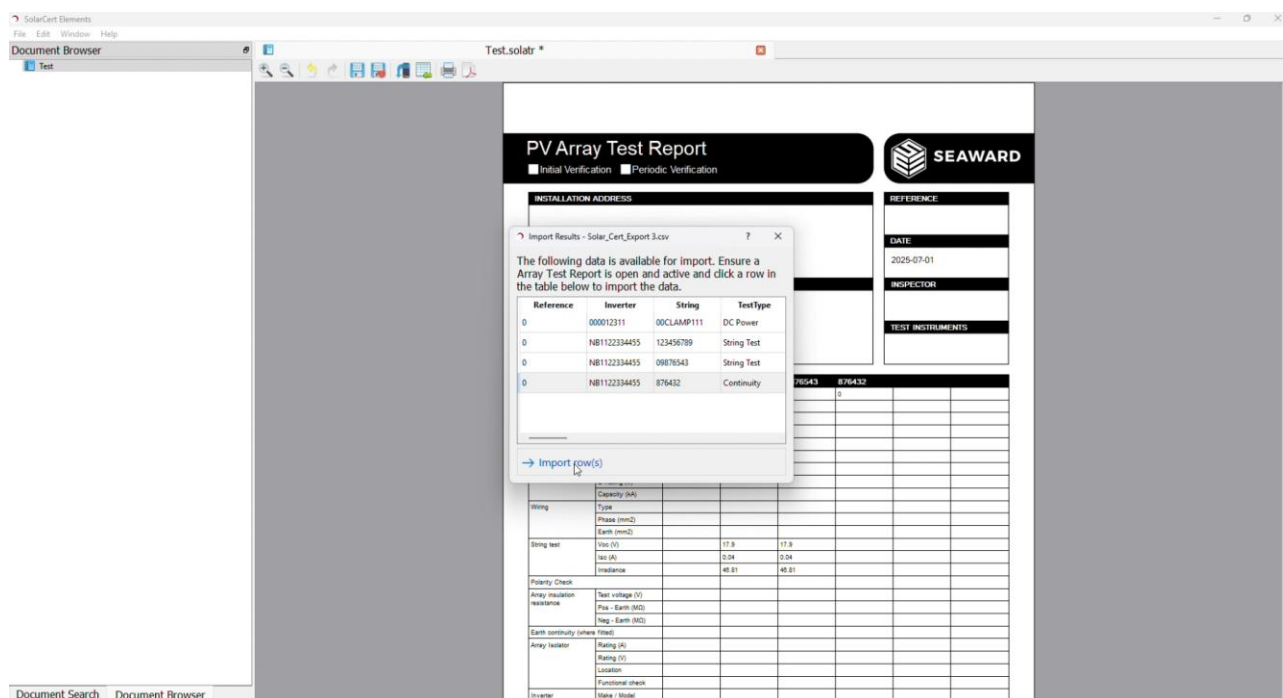 SolarCert Elements
File Edit Window Help
Document Browser
Test.solatr *
Test
PV Array Test Report
Initial Verification Periodic Verification
SEAWARD
INSTALLATION ADDRESS
REFERENCE
DATE
2025-07-01
INSPECTOR
TEST INSTRUMENTS
Import Results - Solar_Cert_Export 3.csv ?
The following data is available for import. Ensure a
Array Test Report is open and active and click a row in
the table below to import the data.
Reference Inverter String TestType
0 000012311 00CLAMP111 DC Power
0 NB1122334455 123456789 String Test
0 NB1122334455 09876543 String Test
0 NB1122334455 876432 Continuity
Import row(s)
76543 876432
0
Capacity (kA)
Wiring Type
Phase (mm2)
Earth (mm2)
String test Voc (V) 17.9 17.9
Isc (A) 0.04 0.04
Irradiance 46.81 46.81
Polarity Check
Array insulation resistance Test voltage (V)
Pos - Earth (MΩ)
Neg - Earth (MΩ)
Earth continuity (where fitted)
Array Isolator Rating (A)
Rating (V)
Location
Functional check
Inverter Make / Model
Document Search Document Browser